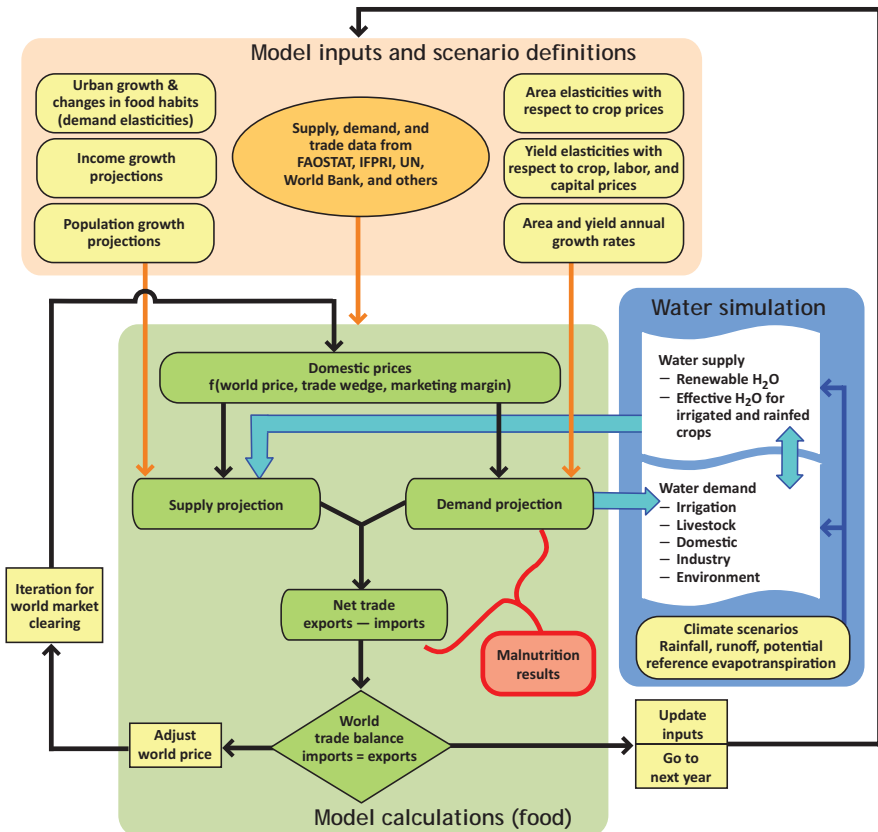 Model inputs and scenario definitions
Urban growth &
changes in food habits
(demand elasticities)
Income growth
projections
Population growth
projections
Supply, demand, and
trade data from
FAOSTAT, IFPRI, UN,
World Bank, and others
Area elasticities with
respect to crop prices
Yield elasticities with
respect to crop, labor, and
capital prices
Area and yield annual
growth rates
Water simulation
Water supply
– Renewable H₂O
– Effective H₂O for
irrigated and rainfed
crops
Water demand
– Irrigation
– Livestock
– Domestic
– Industry
– Environment
Climate scenarios
Rainfall, runoff, potential
reference evapotranspiration
Domestic prices
f(world price, trade wedge, marketing margin)
Supply projection
Demand projection
Net trade
exports — imports
Malnutrition
results
World
trade balance
imports = exports
Iteration for
world market
clearing
Adjust
world price
Update
inputs
Go to
next year
Model calculations (food)